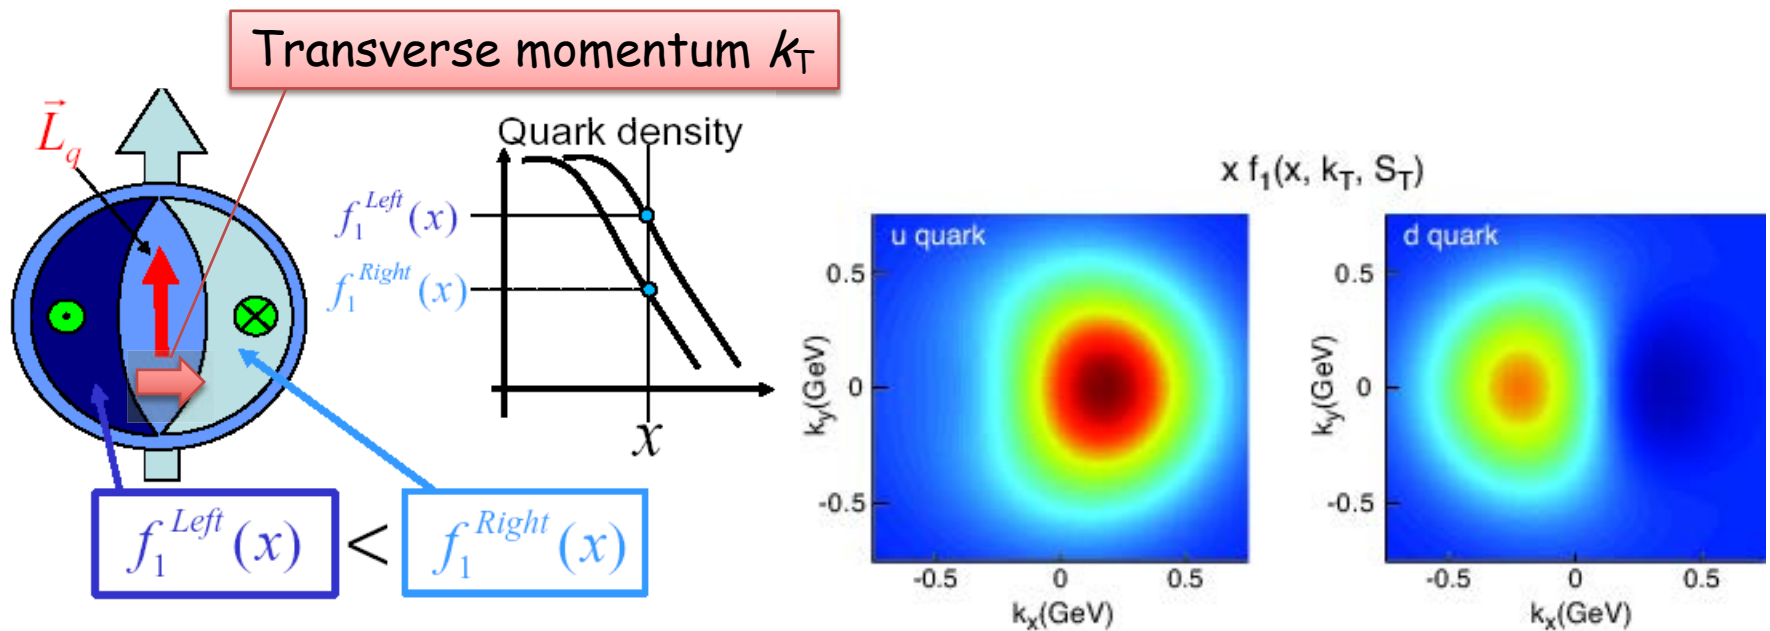 Transverse momentum k_T
\vec{L}_q
Quark density
f_1^{Left}(x)
f_1^{Right}(x)
x
f_1^{Left}(x) < f_1^{Right}(x)
x f_1(x, k_T, S_T)
u quark
0.5
0
-0.5
k_y(GeV)
-0.5 0 0.5
k_x(GeV)
d quark
0.5
0
-0.5
k_y(GeV)
-0.5 0 0.5
k_x(GeV)